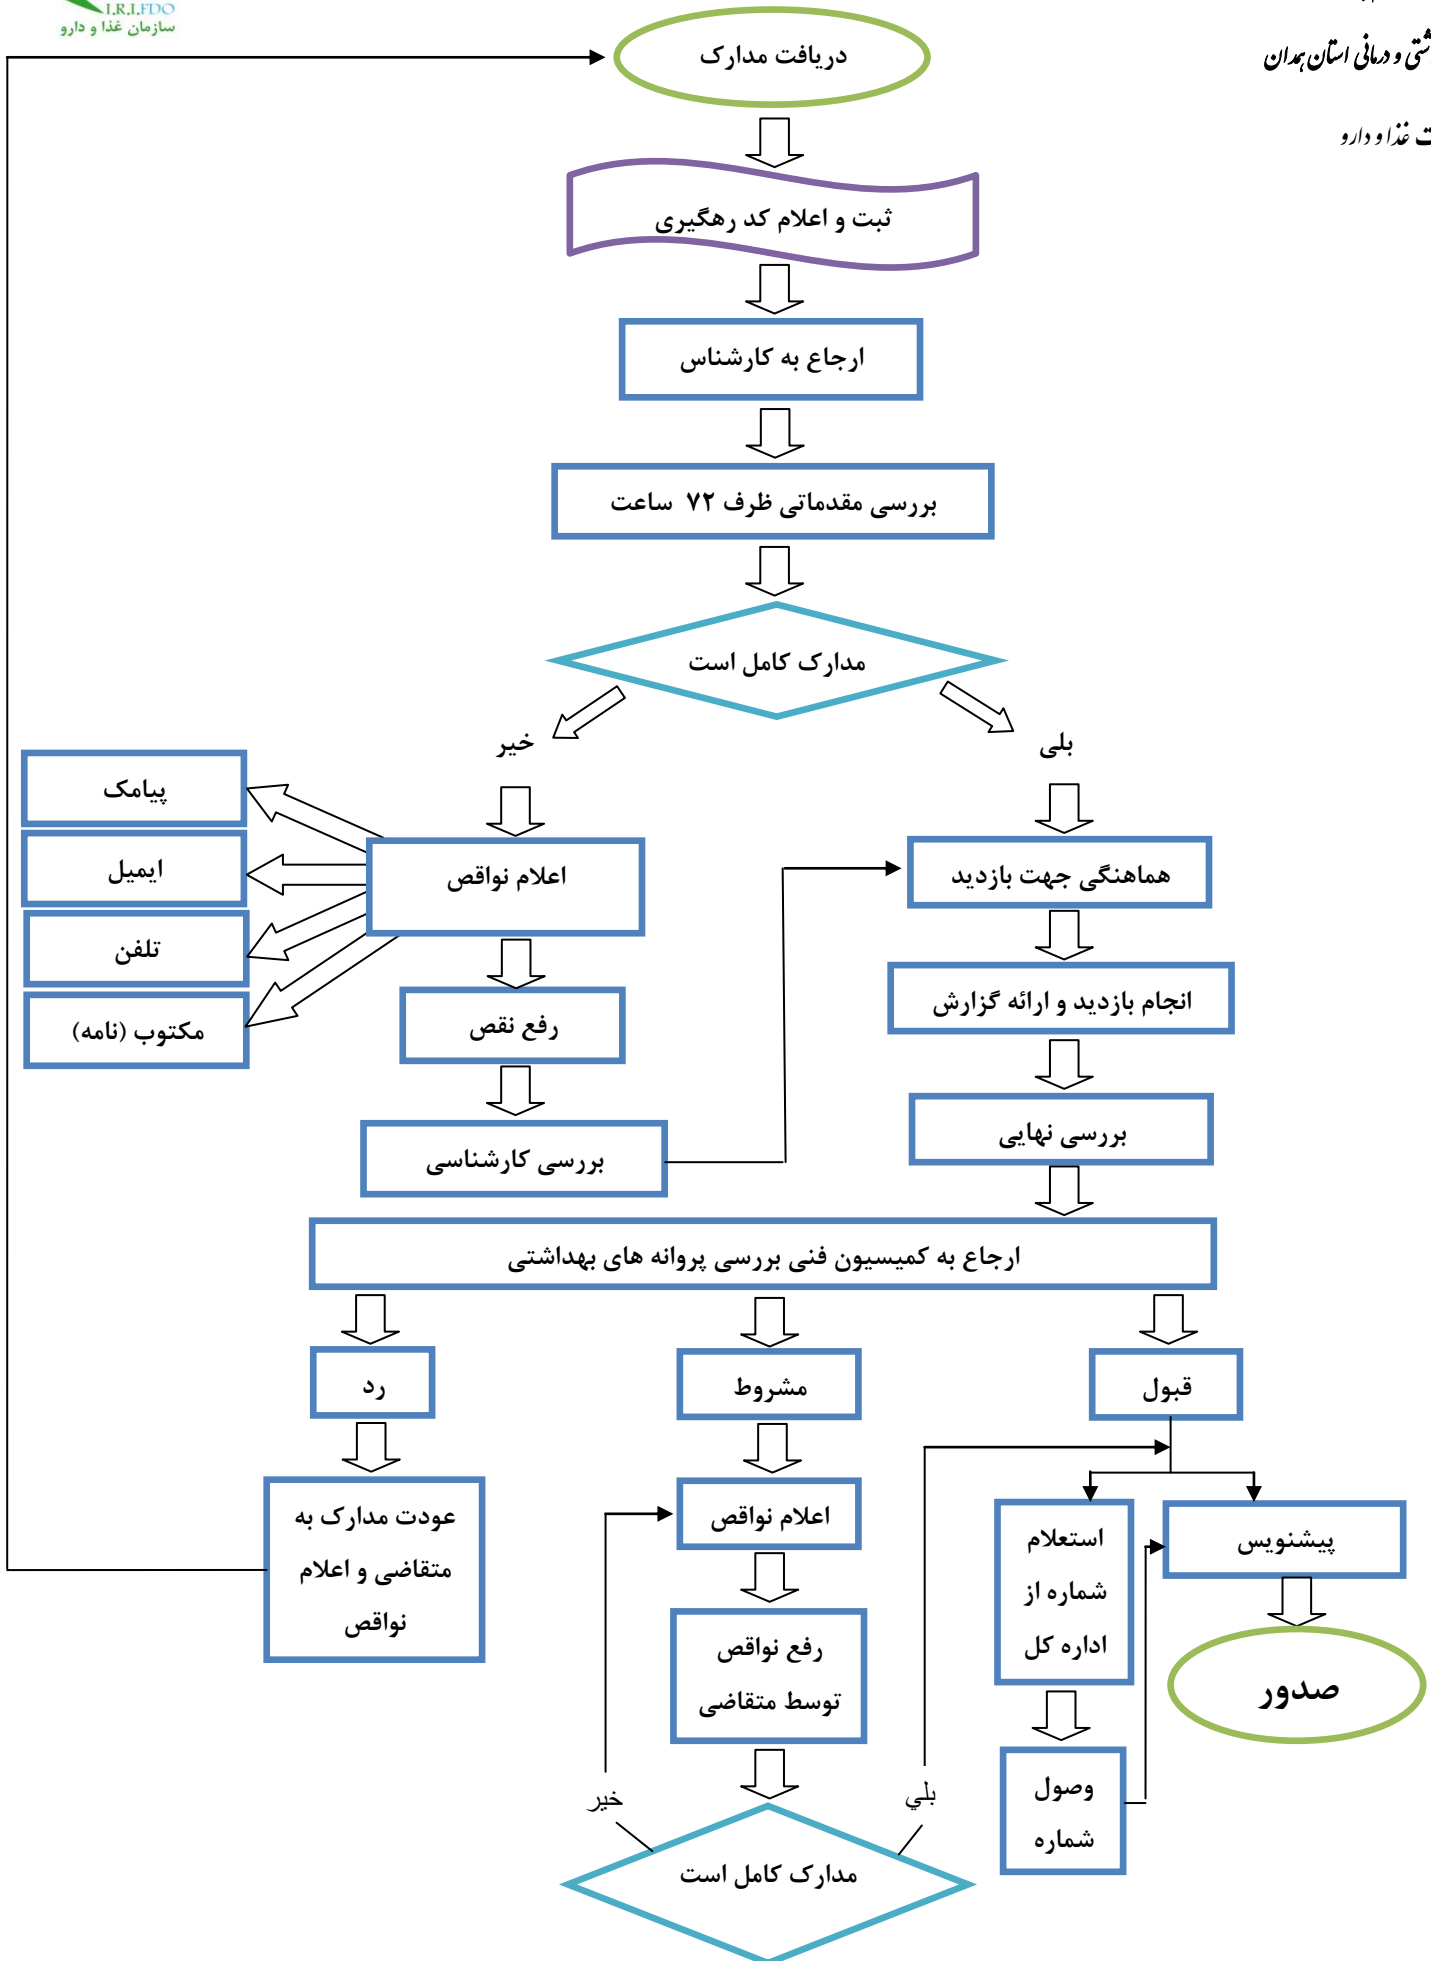 I.R.I.FDO
سازمان غذا و دارو
و درمانی استان همدان
غذا و دارو
دریافت مدارک
ثبت و اعلام کد رهگیری
ارجاع به کارشناس
بررسی مقدماتی ظرف ۷۲ ساعت
مدارک کامل است
خیر
بلی
پیامک
ایمیل
تلفن
مکتوب (نامه)
اعلام نواقص
رفع نقص
بررسی کارشناسی
هماهنگی جهت بازدید
انجام بازدید و ارائه گزارش
بررسی نهایی
ارجاع به کمیسیون فنی بررسی پروانه های بهداشتی
رد
مشروط
قبول
عودت مدارک به
متقاضی و اعلام
نواقص
اعلام نواقص
رفع نواقص
توسط متقاضی
مدارک کامل است
خیر
بلي
استعلام
شماره از
اداره کل
وصول
شماره
پیشنویس
صدور